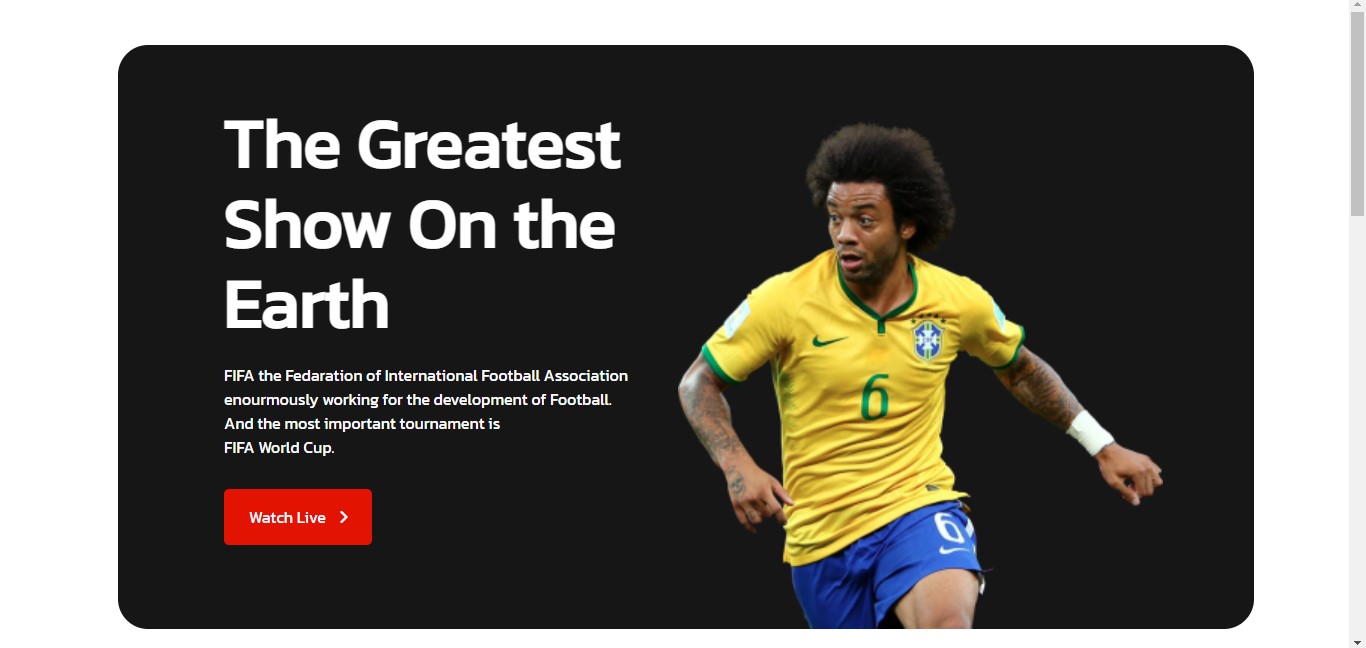 The Greatest
Show On the
Earth
FIFA the Fedaration of International Football Association
enourmously working for the development of Football.
And the most important tournament is
FIFA World Cup.
Watch Live
6
6